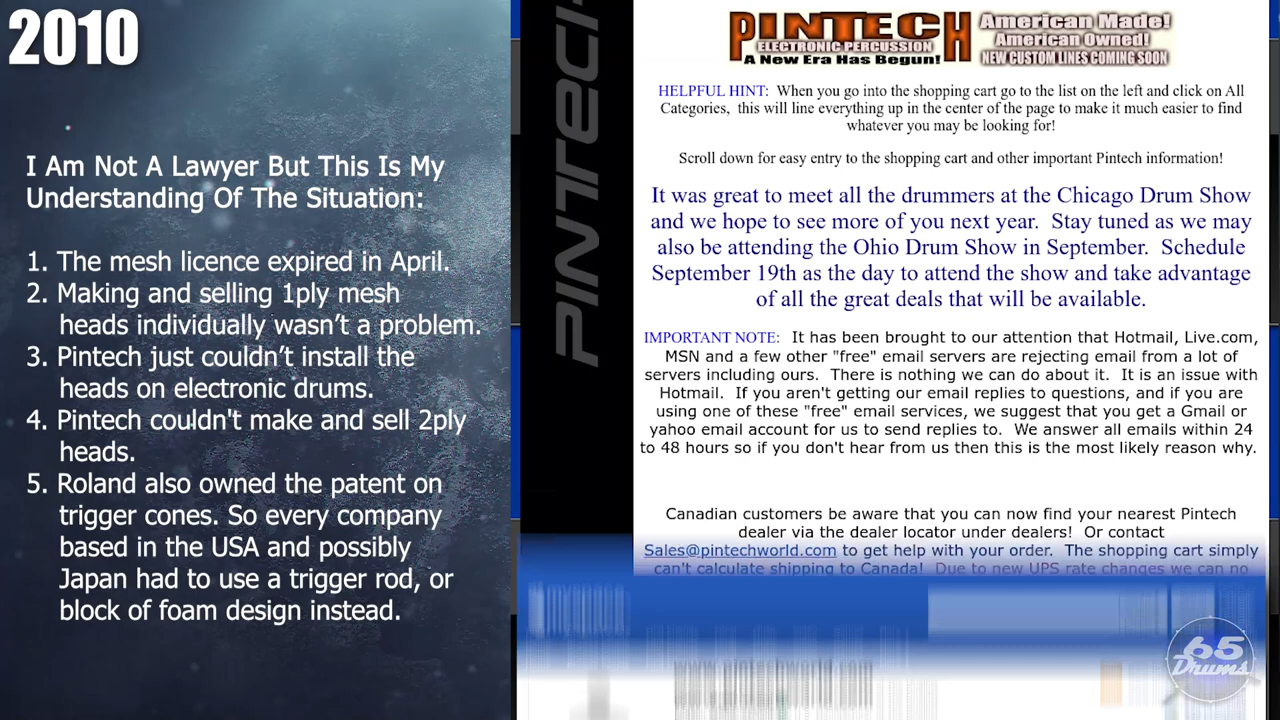 2010
I Am Not A Lawyer But This Is My
Understanding Of The Situation:
1. The mesh licence expired in April.
2. Making and selling 1ply mesh
heads individually wasn't a problem.
3. Pintech just couldn't install the
heads on electronic drums.
4. Pintech couldn't make and sell 2ply
heads.
5. Roland also owned the patent on
trigger cones. So every company
based in the USA and possibly
Japan had to use a trigger rod, or
block of foam design instead.
PINTECH
PINTECH
ELECTRONIC PERCUSSION
A New Era Has Begun!
American Made!
American Owned!
NEW CUSTOM LINES COMING SOON
HELPFUL HINT: When you go into the shopping cart go to the list on the left and click on All
Categories, this will line everything up in the center of the page to make it much easier to find
whatever you may be looking for!
Scroll down for easy entry to the shopping cart and other important Pintech information!
It was great to meet all the drummers at the Chicago Drum Show
and we hope to see more of you next year. Stay tuned as we may
also be attending the Ohio Drum Show in September. Schedule
September 19th as the day to attend the show and take advantage
of all the great deals that will be available.
IMPORTANT NOTE: It has been brought to our attention that Hotmail, Live.com,
MSN and a few other "free" email servers are rejecting email from a lot of
servers including ours. There is nothing we can do about it. It is an issue with
Hotmail. If you aren't getting our email replies to questions, and if you are
using one of these "free" email services, we suggest that you get a Gmail or
yahoo email account for us to send replies to. We answer all emails within 24
to 48 hours so if you don't hear from us then this is the most likely reason why.
Canadian customers be aware that you can now find your nearest Pintech
dealer via the dealer locator under dealers! Or contact
Sales@pintechworld.com to get help with your order. The shopping cart simply
can't calculate shipping to Canada! Due to new UPS rate changes we can no
65
Drums